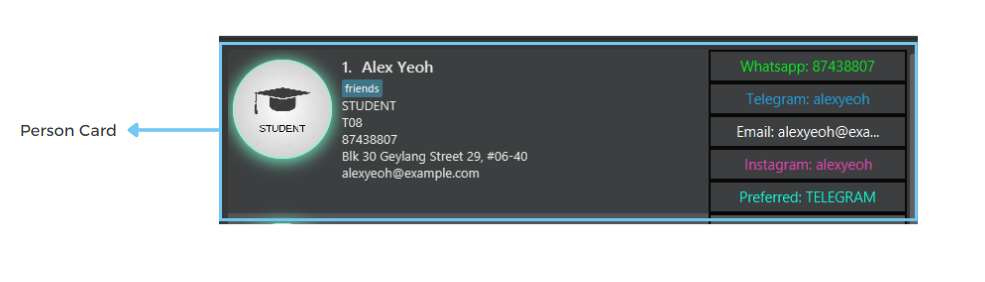 Person Card
STUDENT
1. Alex Yeoh
friends
STUDENT
T08
87438807
Blk 30 Geylang Street 29, #06-40
alexyeoh@example.com
Whatsapp: 87438807
Telegram: alexyeoh
Email: alexyeoh@exa...
Instagram: alexyeoh
Preferred: TELEGRAM